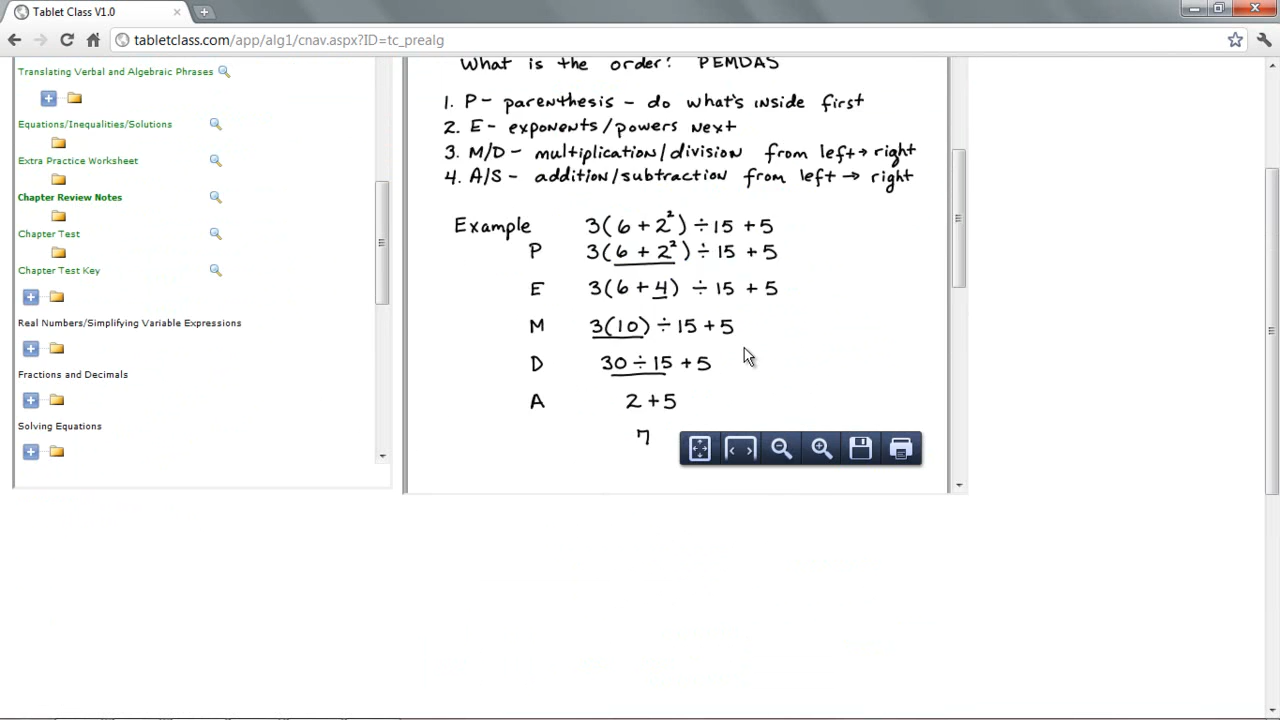 Tablet Class V1.0
tabletclass.com/app/alg1/cnav.aspx?ID=tc_prealg
Translating Verbal and Algebraic Phrases
Equations/Inequalities/Solutions
Extra Practice Worksheet
Chapter Review Notes
Chapter Test
Chapter Test Key
Real Numbers/Simplifying Variable Expressions
Fractions and Decimals
Solving Equations
What is the order? PEMDAS
1. P - parenthesis - do what's inside first
2. E - exponents/powers next
3. M/D - multiplication/division from left → right
4. A/S - addition/subtraction from left → right
Example 3(6 + 2²) ÷ 15 + 5
P 3(6 + 2²) ÷ 15 + 5
E 3(6 + 4) ÷ 15 + 5
M 3(10) ÷ 15 + 5
D 30 ÷ 15 + 5
A 2 + 5
7